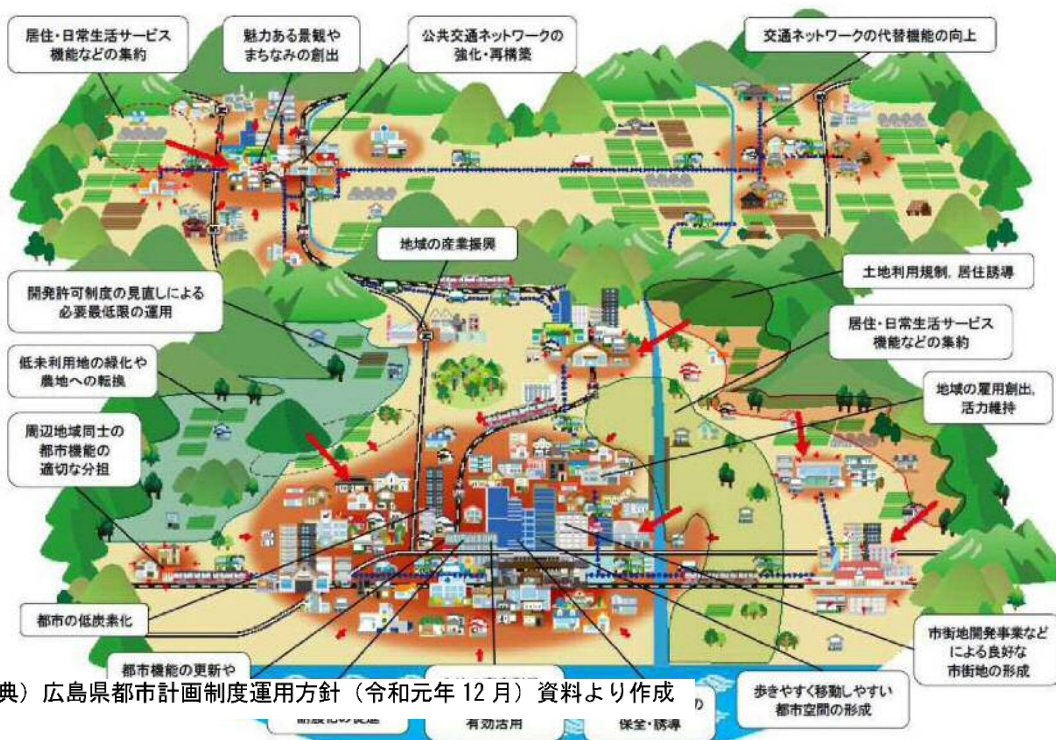 居住・日常生活サービス
機能などの集約
魅力ある景観や
まちなみの創出
公共交通ネットワークの
強化・再構築
交通ネットワークの代替機能の向上
地域の産業振興
土地利用規制,居住誘導
開発許可制度の見直しによる
必要最低限の運用
居住・日常生活サービス
機能などの集約
低未利用地の緑化や
農地への転換
地域の雇用創出,
活力維持
周辺地域同士の
都市機能の
適切な分担
都市の低炭素化
市街地開発事業など
による良好な
市街地の形成
都市機能の更新や
典）広島県都市計画制度運用方針（令和元年 12 月）資料より作成
有効活用
保全・誘導
歩きやすく移動しやすい
都市空間の形成